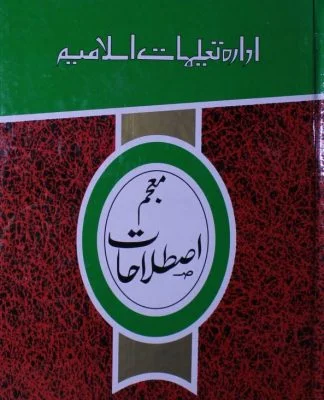 ادارہ تعلیمات اسلامیہ
معجم
اصطلاحات